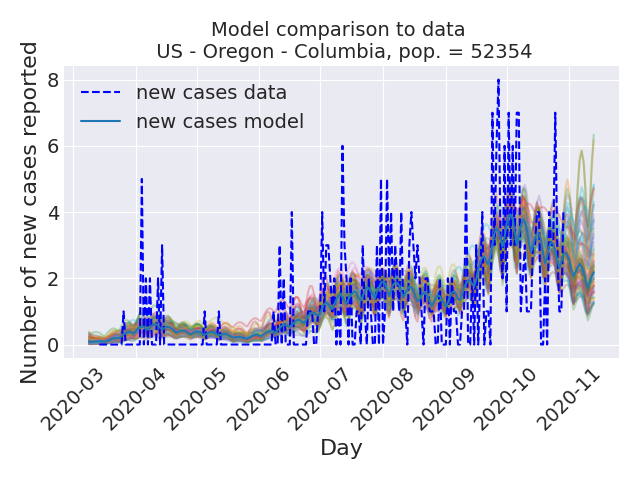 Model comparison to data
US - Oregon - Columbia, pop. = 52354
Number of new cases reported
8
6
4
2
0
new cases data
new cases model
2020-03
2020-04
2020-05
2020-06
2020-07
2020-08
2020-09
2020-10
2020-11
Day